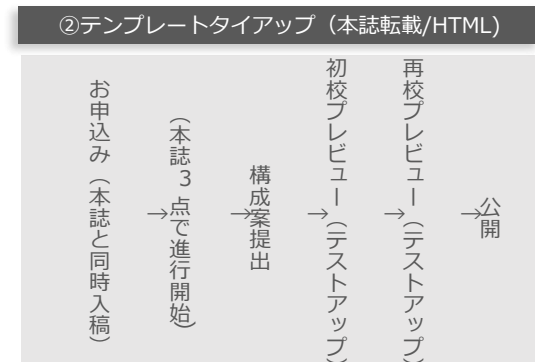 ②テンプレートタイアップ（本誌転載/HTML)
お申込み（本誌と同時入稿）
→
（本誌3点で進行開始）
→
構成案提出
→
初校プレビュー（テストアップ）
→
再校プレビュー（テストアップ）
→
公開